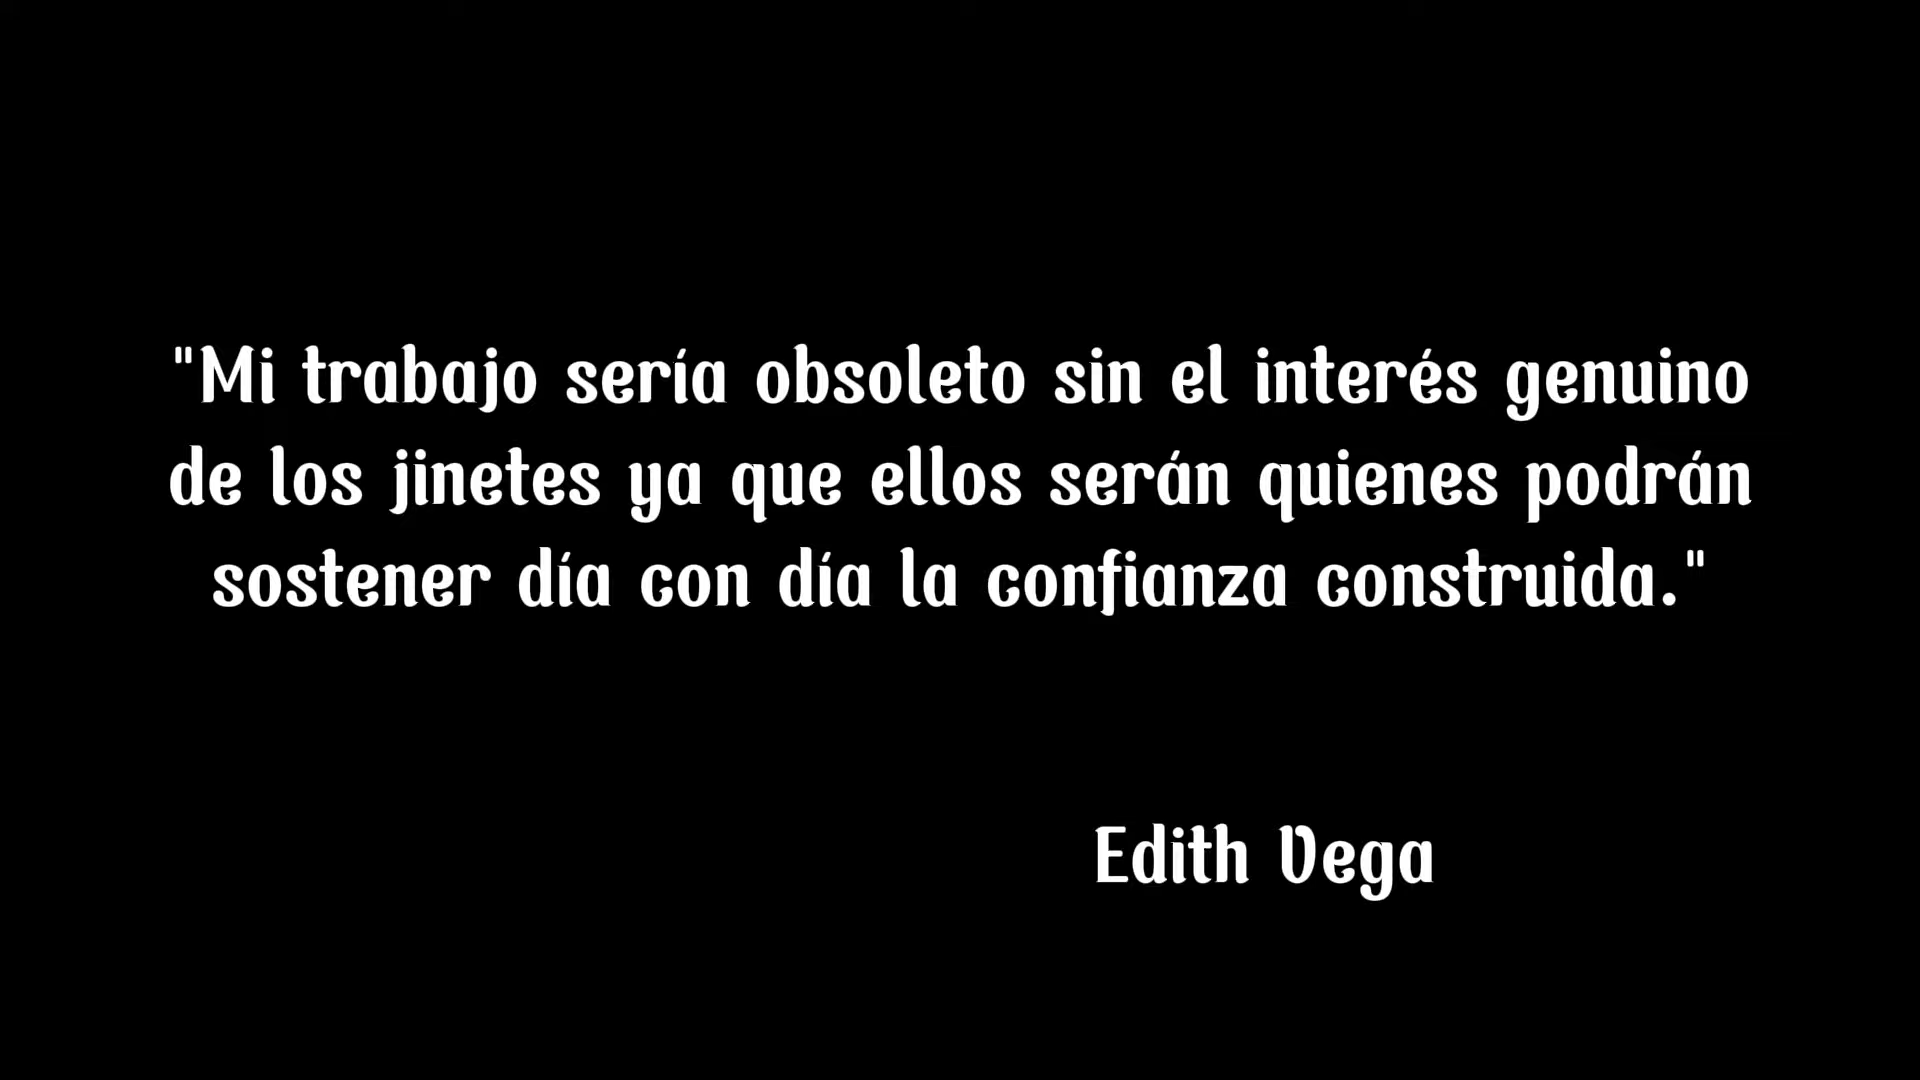 "Mi trabajo sería obsoleto sin el interés genuino
de los jinetes ya que ellos serán quienes podrán
sostener día con día la confianza construida."
Edith Vega